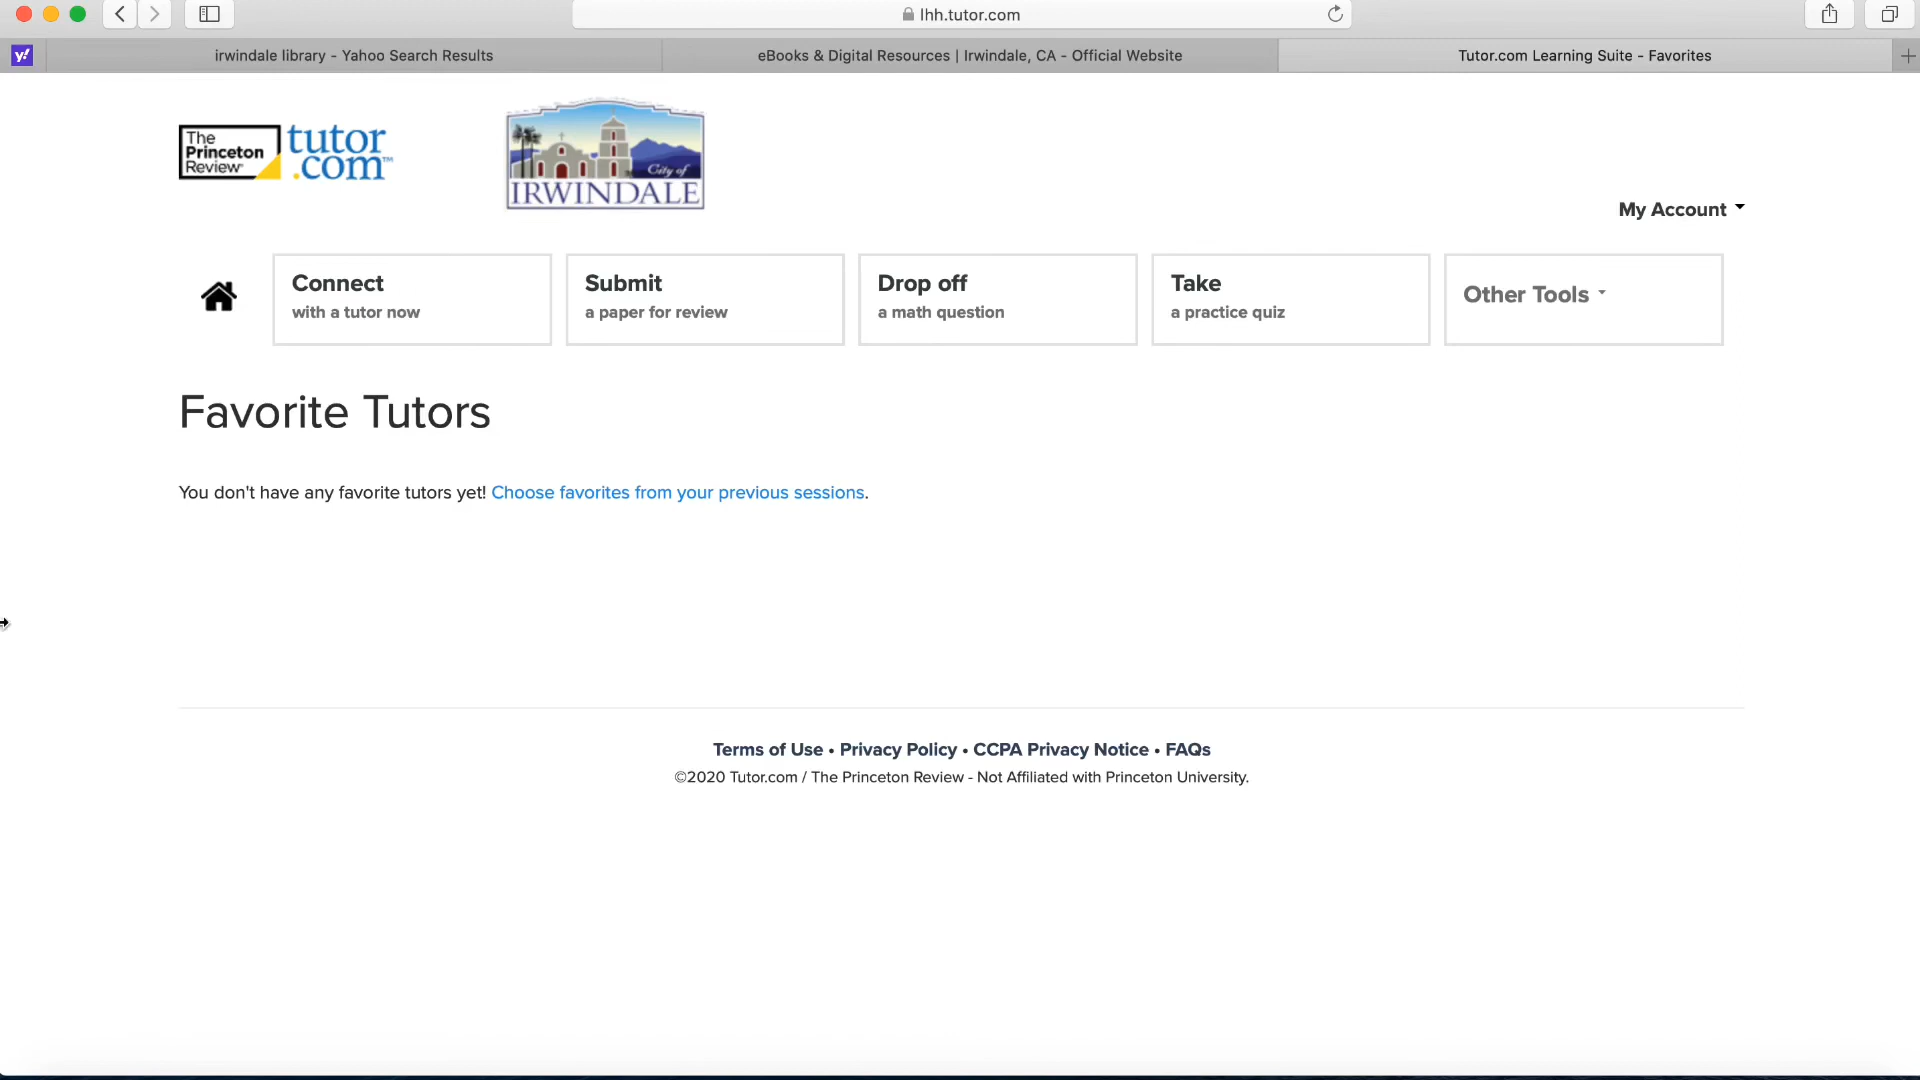 lhh.tutor.com
y!
irwindale library - Yahoo Search Results
eBooks & Digital Resources | Irwindale, CA - Official Website
Tutor.com Learning Suite - Favorites
The
Princeton
Review®
tutor
.com™
City of
IRWINDALE
My Account
Connect
with a tutor now
Submit
a paper for review
Drop off
a math question
Take
a practice quiz
Other Tools
Favorite Tutors
You don't have any favorite tutors yet! Choose favorites from your previous sessions.
Terms of Use • Privacy Policy • CCPA Privacy Notice • FAQs
©2020 Tutor.com / The Princeton Review - Not Affiliated with Princeton University.